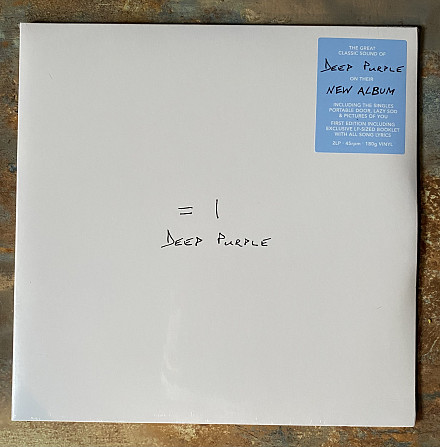 THE GREAT
CLASSIC SOUND OF
DEEP PURPLE
ON THEIR
NEW ALBUM
INCLUDING THE SINGLES
PORTABLE DOOR, LAZY SOD
& PICTURES OF YOU
FIRST EDITION INCLUDING
EXCLUSIVE LP-SIZED BOOKLET
WITH ALL SONG LYRICS
2LP · 45rpm · 180g VINYL
= 1
DEEP PURPLE